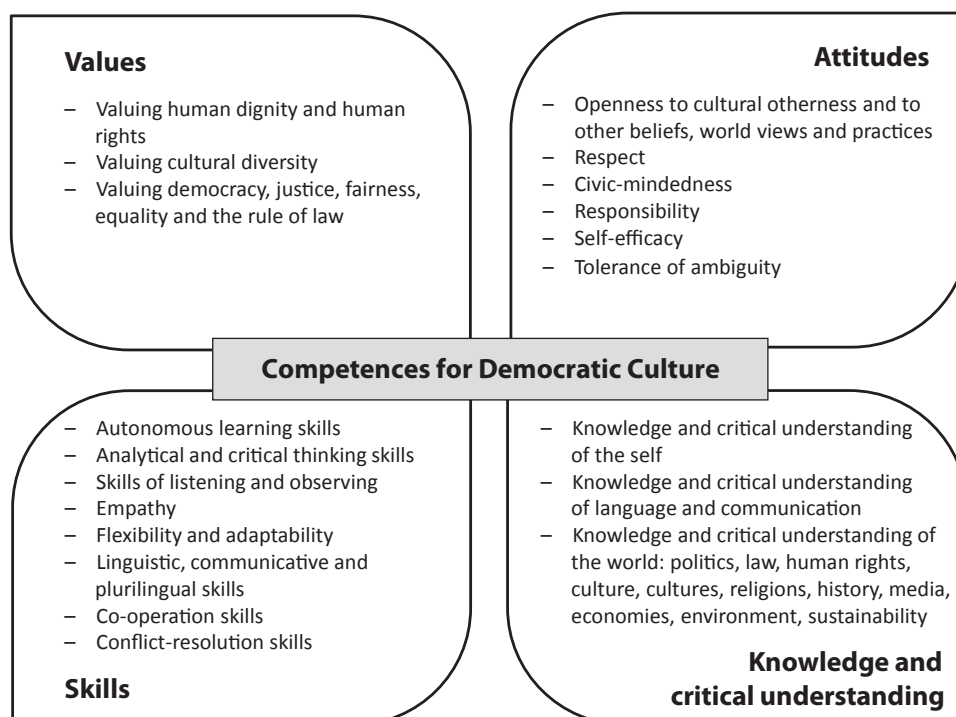 Values
– Valuing human dignity and human
rights
– Valuing cultural diversity
– Valuing democracy, justice, fairness,
equality and the rule of law
Attitudes
– Openness to cultural otherness and to
other beliefs, world views and practices
– Respect
– Civic-mindedness
– Responsibility
– Self-efficacy
– Tolerance of ambiguity
Competences for Democratic Culture
– Autonomous learning skills
– Analytical and critical thinking skills
– Skills of listening and observing
– Empathy
– Flexibility and adaptability
– Linguistic, communicative and
plurilingual skills
– Co-operation skills
– Conflict-resolution skills
Skills
– Knowledge and critical understanding
of the self
– Knowledge and critical understanding
of language and communication
– Knowledge and critical understanding of
the world: politics, law, human rights,
culture, cultures, religions, history, media,
economies, environment, sustainability
Knowledge and
critical understanding